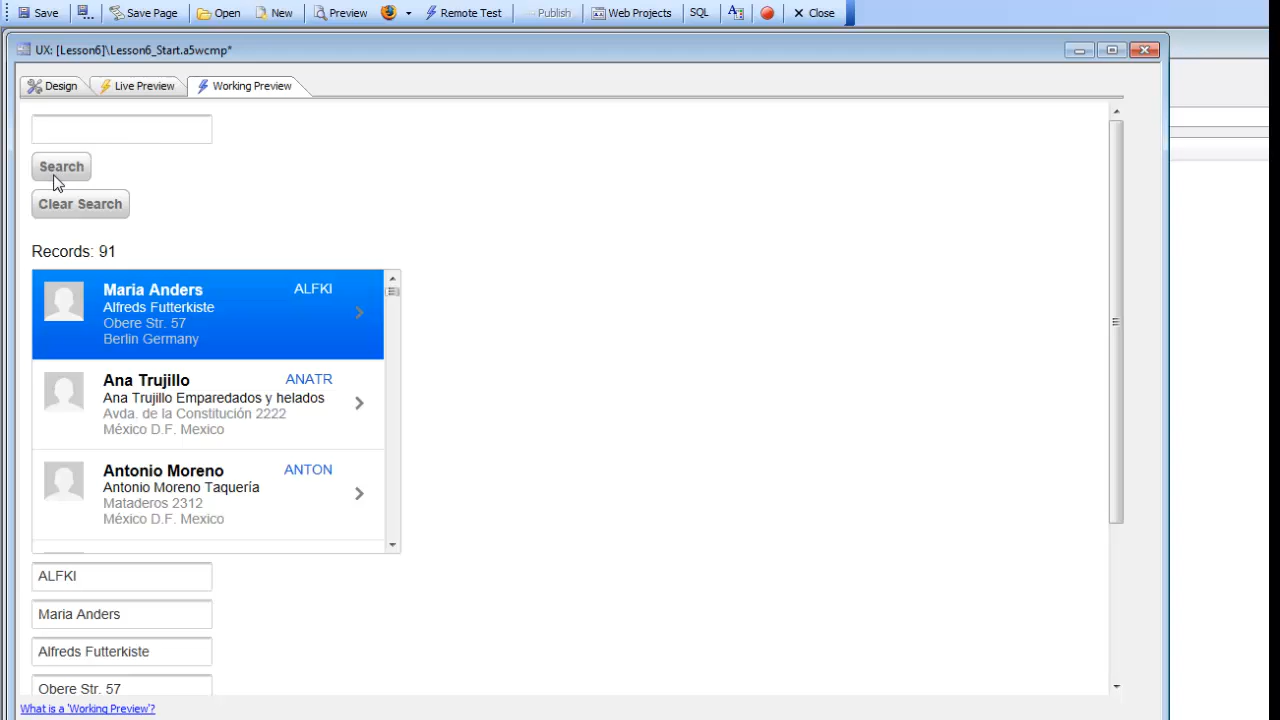 Save Save Page Open New Preview Remote Test Publish Web Projects SQL Close
UX: [Lesson6]\Lesson6_Start.a5wcmp*
Design Live Preview Working Preview
Search
Clear Search
Records: 91
Maria Anders ALFKI
Alfreds Futterkiste
Obere Str. 57
Berlin Germany
Ana Trujillo ANATR
Ana Trujillo Emparedados y helados
Avda. de la Constitución 2222
México D.F. Mexico
Antonio Moreno ANTON
Antonio Moreno Taquería
Mataderos 2312
México D.F. Mexico
ALFKI
Maria Anders
Alfreds Futterkiste
Obere Str. 57
What is a 'Working Preview'?